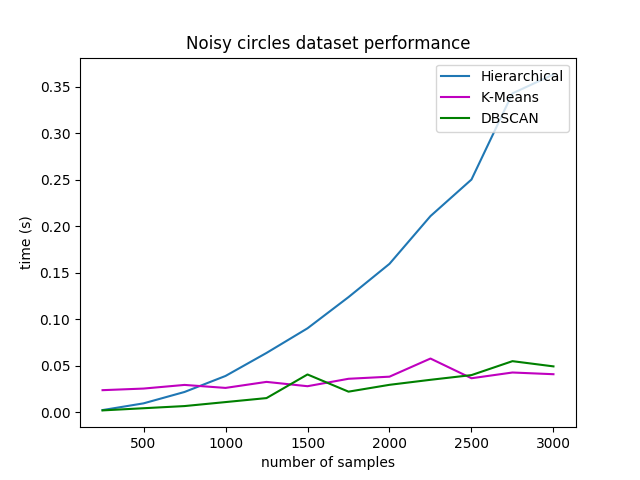 Noisy circles dataset performance
Hierarchical
K-Means
DBSCAN
0.35
0.30
0.25
0.20
0.15
0.10
0.05
0.00
time (s)
500 1000 1500 2000 2500 3000
number of samples